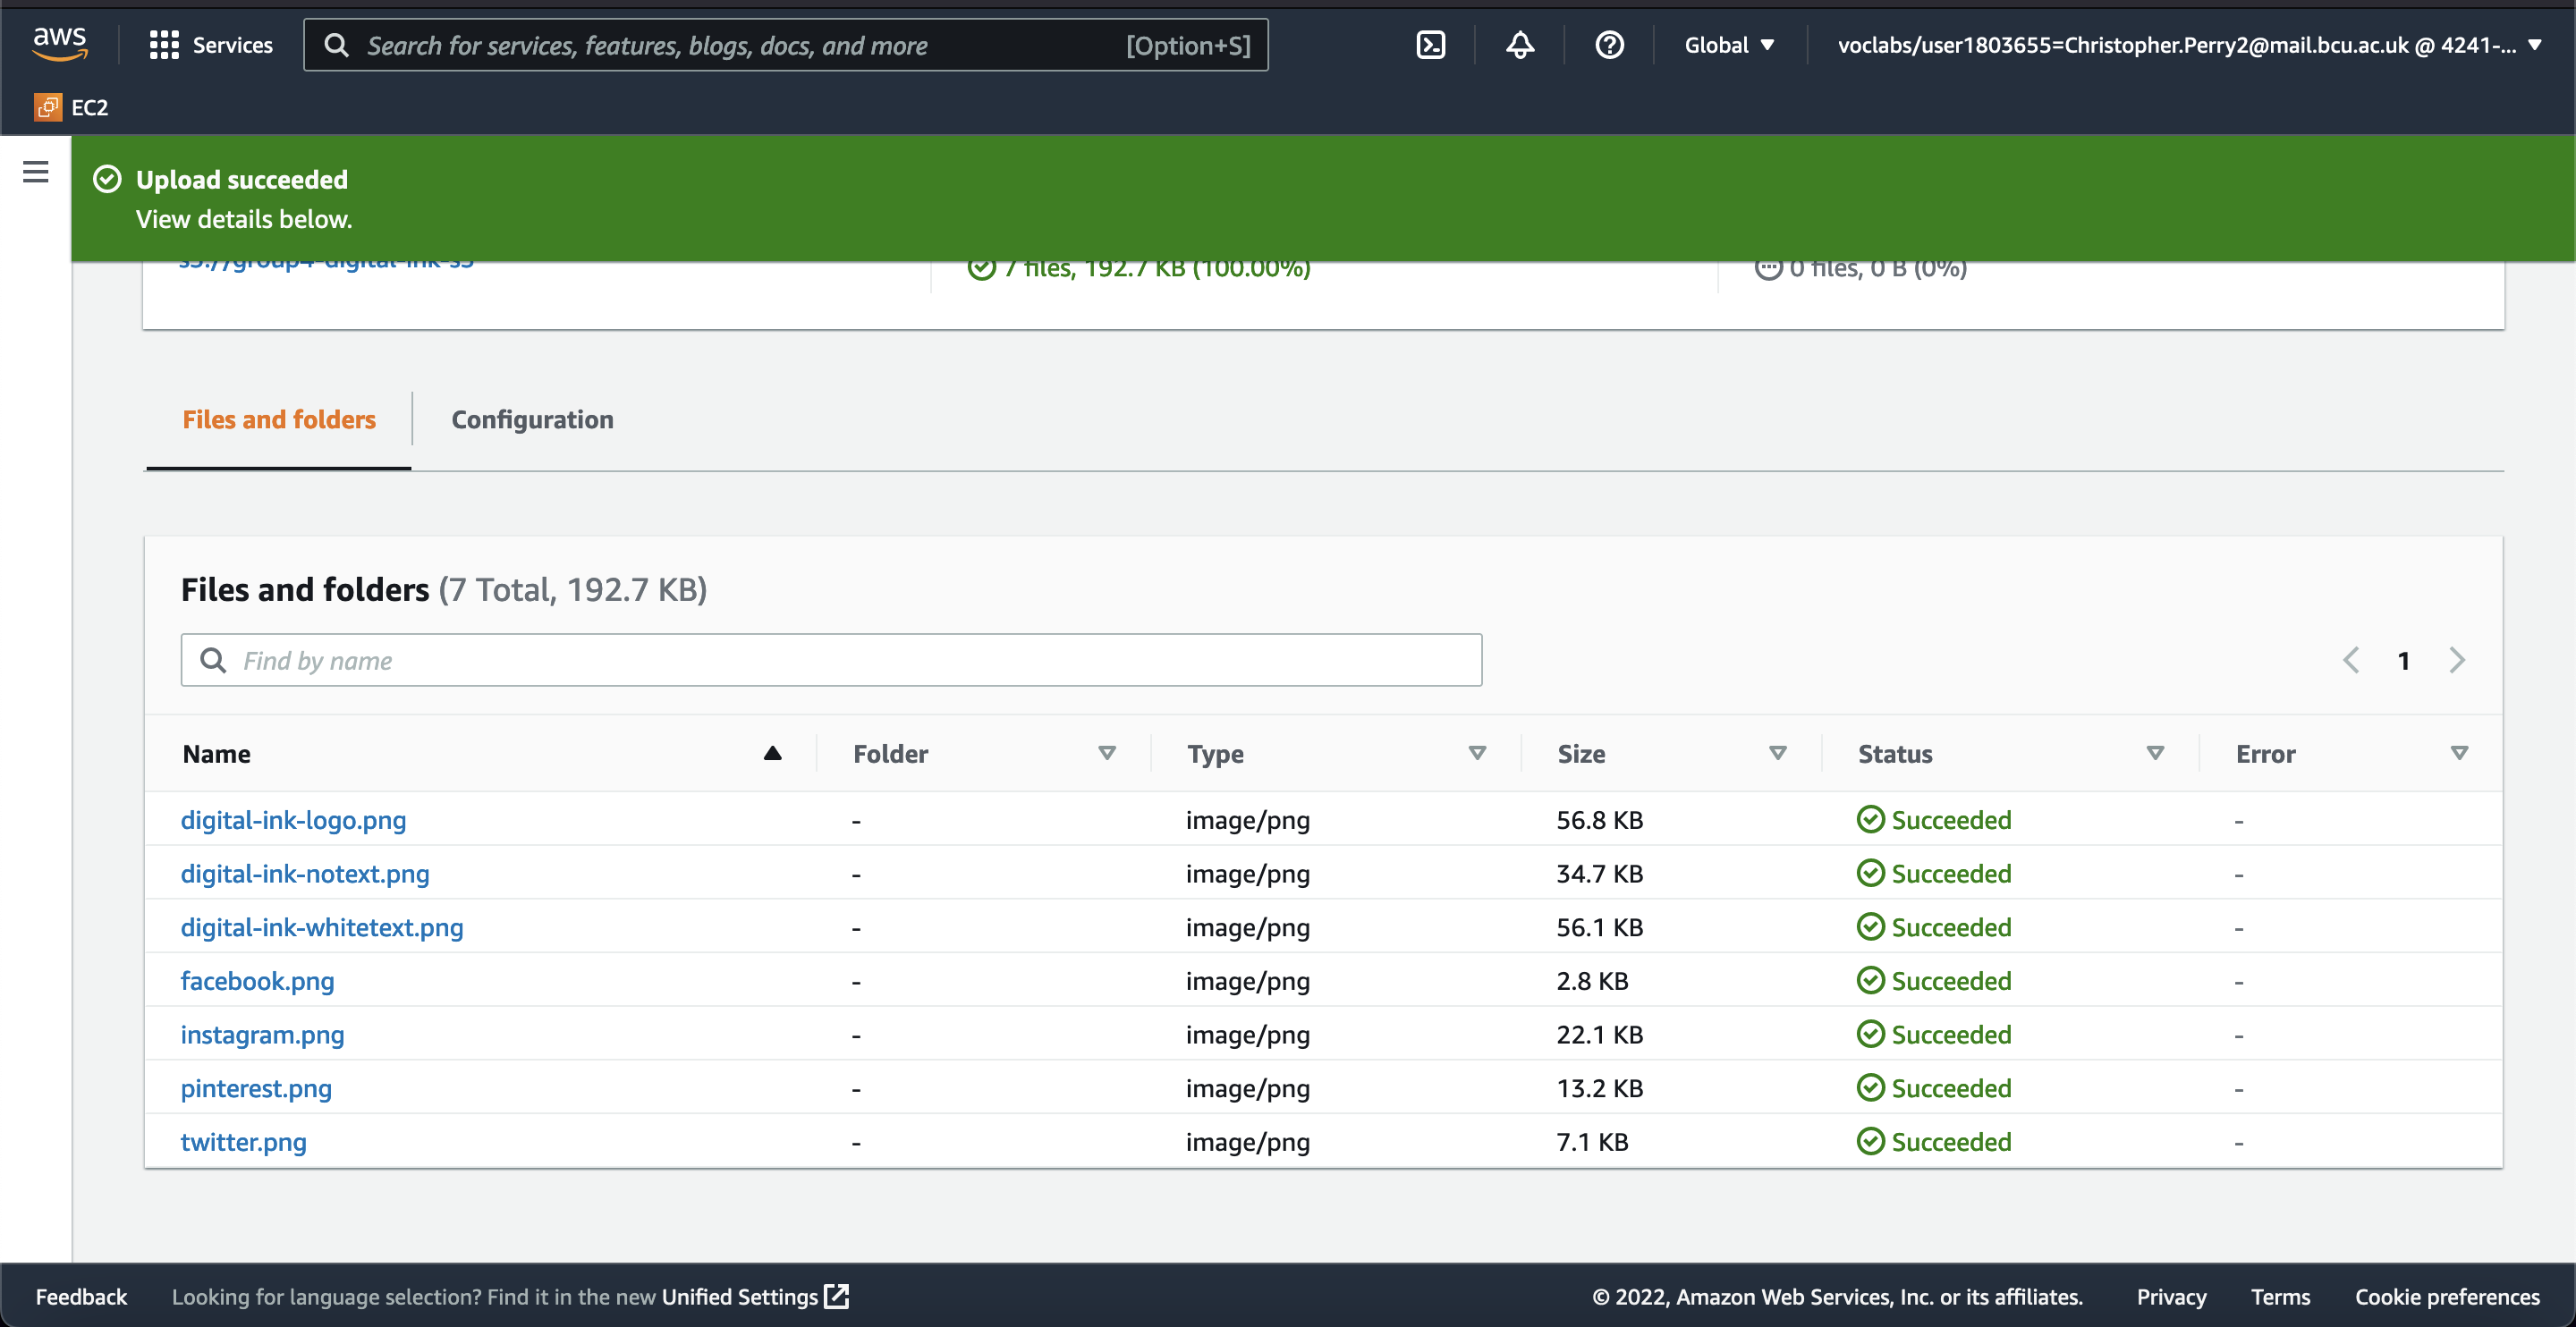 aws Services Search for services, features, blogs, docs, and more [Option+S] Global voclabs/user1803655=Christopher.Perry2@mail.bcu.ac.uk @ 4241-...
EC2
Upload succeeded
View details below.
s3://group4-digital-ink-s3 7 files, 192.7 KB (100.00%) 0 files, 0 B (0%)
Files and folders Configuration
Files and folders (7 Total, 192.7 KB)
Find by name 1
Name Folder Type Size Status Error
digital-ink-logo.png - image/png 56.8 KB Succeeded -
digital-ink-notext.png - image/png 34.7 KB Succeeded -
digital-ink-whitetext.png - image/png 56.1 KB Succeeded -
facebook.png - image/png 2.8 KB Succeeded -
instagram.png - image/png 22.1 KB Succeeded -
pinterest.png - image/png 13.2 KB Succeeded -
twitter.png - image/png 7.1 KB Succeeded -
Feedback Looking for language selection? Find it in the new Unified Settings © 2022, Amazon Web Services, Inc. or its affiliates. Privacy Terms Cookie preferences